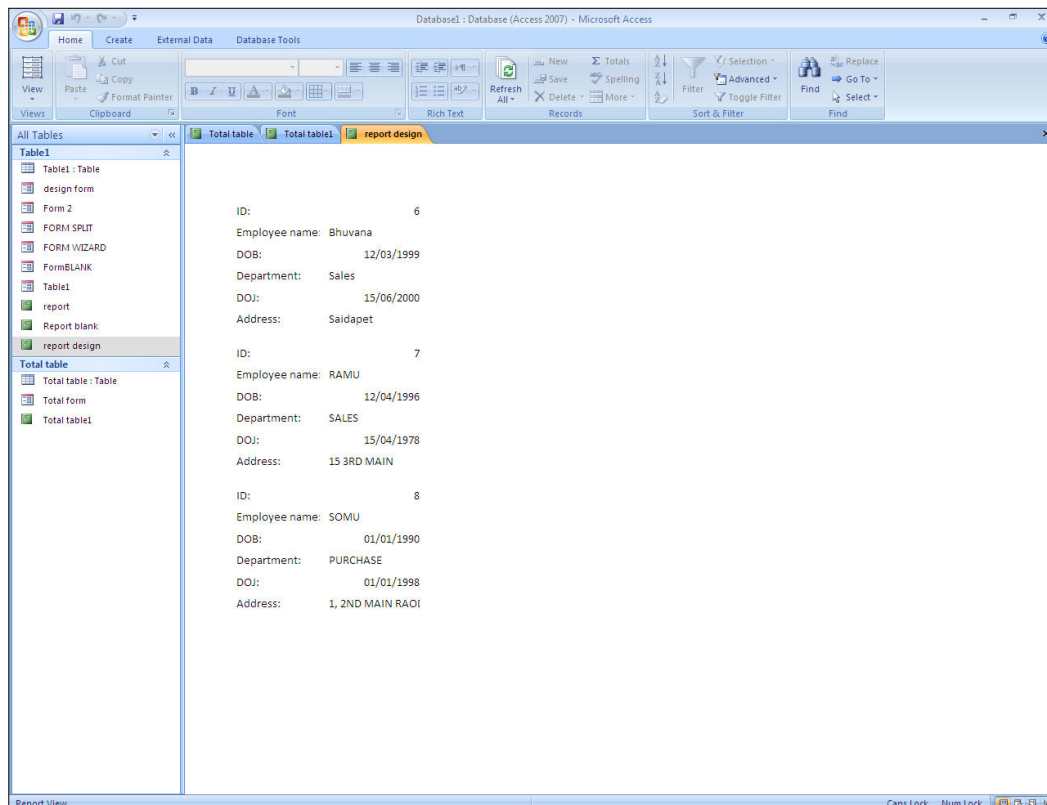 Database1 : Database (Access 2007) - Microsoft Access
Home Create External Data Database Tools
View
Views
Paste
Cut
Copy
Format Painter
Clipboard
B I U A
Font
Rich Text
Refresh All
New
Save
Delete
Σ Totals
Spelling
More
Records
Filter
Selection
Advanced
Toggle Filter
Sort & Filter
Find
Replace
Go To
Select
Find
All Tables
Total table Total table1 report design
Table1
Table1 : Table
design form
Form 2
FORM SPLIT
FORM WIZARD
FormBLANK
Table1
report
Report blank
report design
Total table
Total table : Table
Total form
Total table1
ID: 6
Employee name: Bhuvana
DOB: 12/03/1999
Department: Sales
DOJ: 15/06/2000
Address: Saidapet
ID: 7
Employee name: RAMU
DOB: 12/04/1996
Department: SALES
DOJ: 15/04/1978
Address: 15 3RD MAIN
ID: 8
Employee name: SOMU
DOB: 01/01/1990
Department: PURCHASE
DOJ: 01/01/1998
Address: 1, 2ND MAIN
Report View Caps Lock Num Lock